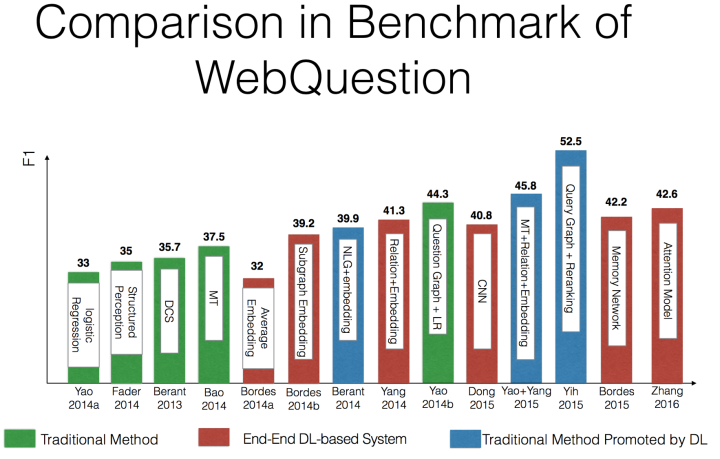 Comparison in Benchmark of
WebQuestion
F1
33
35
35.7
37.5
32
39.2
39.9
41.3
44.3
40.8
45.8
52.5
42.2
42.6
logistic
Regression
Structured
Perception
DCS
MT
Average
Embedding
Subgraph Embedding
NLG+embedding
Relation+Embedding
Question Graph + LR
CNN
MT+Relation+Embedding
Query Graph + Reranking
Memory Network
Attention Model
Yao
2014a
Fader
2014
Berant
2013
Bao
2014
Bordes
2014a
Bordes
2014b
Berant
2014
Yang
2014
Yao
2014b
Dong
2015
Yao+Yang
2015
Yih
2015
Bordes
2015
Zhang
2016
Traditional Method
End-End DL-based System
Traditional Method Promoted by DL